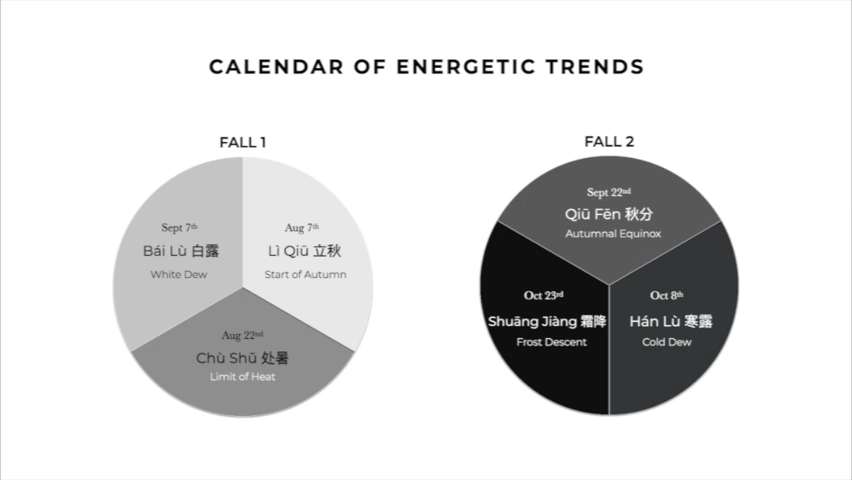 CALENDAR OF ENERGETIC TRENDS
FALL 1
Aug 7th
Lì Qiū 立秋
Start of Autumn
Aug 22nd
Chù Shǔ 处暑
Limit of Heat
Sept 7th
Bái Lù 白露
White Dew
FALL 2
Sept 22nd
Qiū Fēn 秋分
Autumnal Equinox
Oct 8th
Hán Lù 寒露
Cold Dew
Oct 23rd
Shuāng Jiàng 霜降
Frost Descent